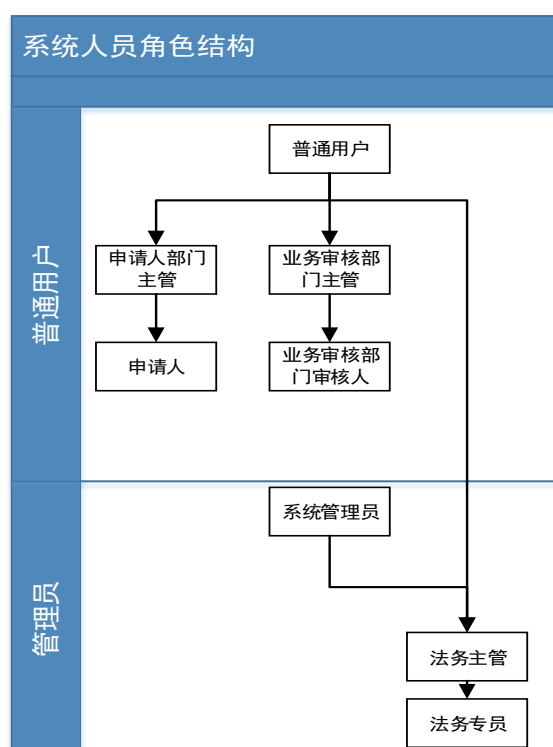 系统人员角色结构
普通用户
普通用户
申请人部门
主管
业务审核部
门主管
申请人
业务审核部
门审核人
管理员
系统管理员
法务主管
法务专员